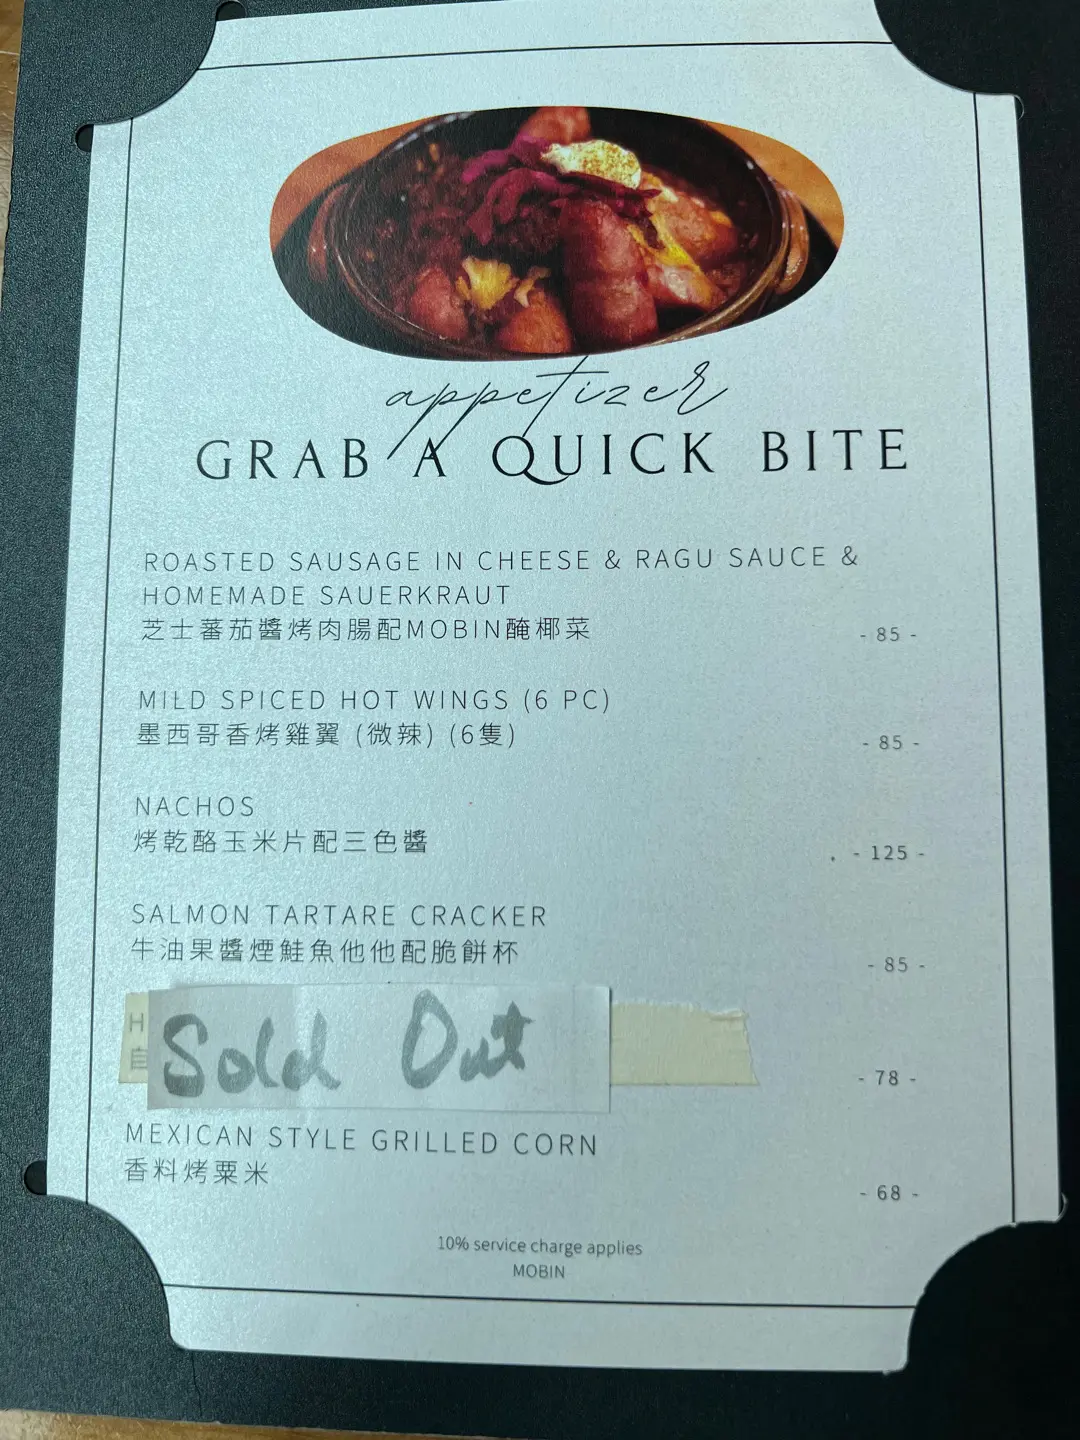 appetizer
GRAB A QUICK BITE
ROASTED SAUSAGE IN CHEESE & RAGU SAUCE &
HOMEMADE SAUERKRAUT
芝士蕃茄醬烤肉腸配MOBIN醃椰菜
- 85 -
MILD SPICED HOT WINGS (6 PC)
墨西哥香烤雞翼 (微辣) (6隻)
- 85 -
NACHOS
烤乾酪玉米片配三色醬
- 125 -
SALMON TARTARE CRACKER
牛油果醬煙鮭魚他他配脆餅杯
- 85 -
H
自
Sold Out
- 78 -
MEXICAN STYLE GRILLED CORN
香料烤粟米
- 68 -
10% service charge applies
MOBIN